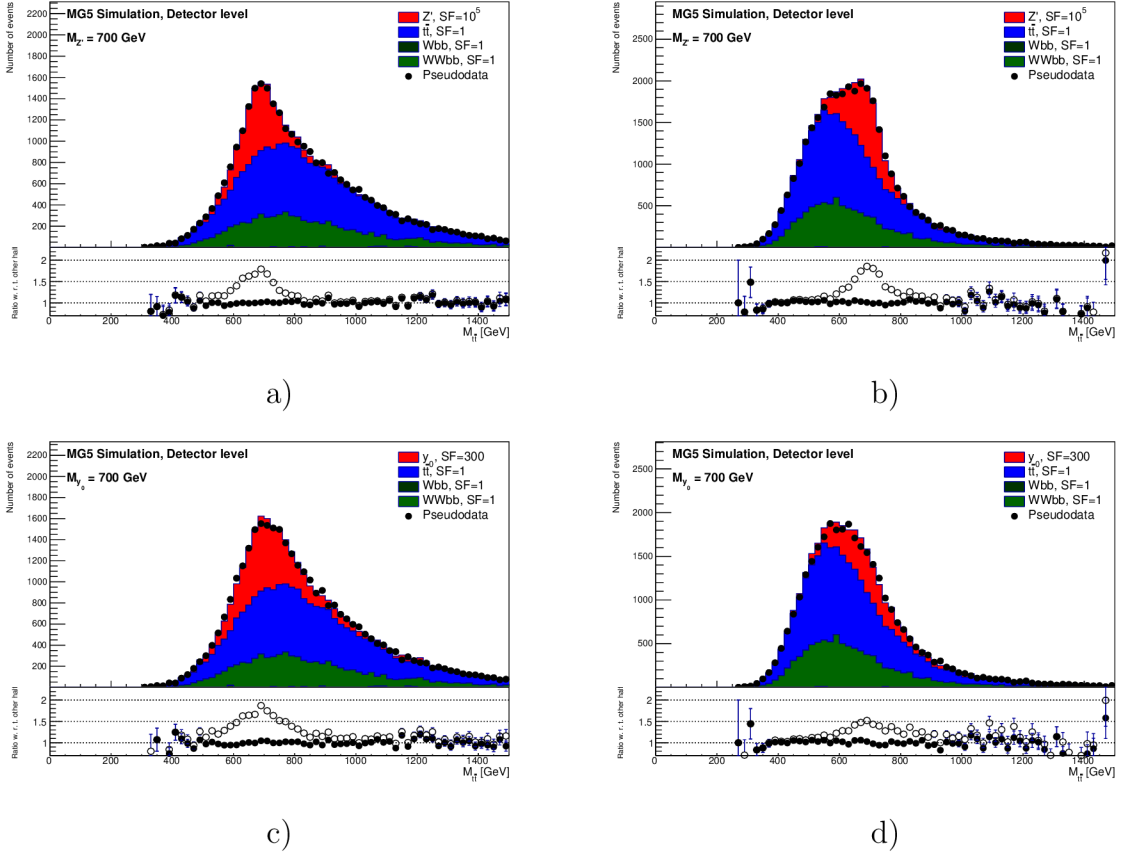 MG5 Simulation, Detector level
M_Z' = 700 GeV
Z', SF=10^5
tt̄, SF=1
Wbb, SF=1
WWbb, SF=1
Pseudodata
Number of events
2200
2000
1800
1600
1400
1200
1000
800
600
400
200
Ratio w. r. t. other hall
2
1.5
1
0 200 400 600 800 1000 1200 1400
M_tt̄ [GeV]
a)
MG5 Simulation, Detector level
M_Z' = 700 GeV
Z', SF=10^5
tt̄, SF=1
Wbb, SF=1
WWbb, SF=1
Pseudodata
Number of events
2500
2000
1500
1000
500
Ratio w. r. t. other hall
2
1.5
1
0 200 400 600 800 1000 1200 1400
M_tt̄ [GeV]
b)
MG5 Simulation, Detector level
M_y_0 = 700 GeV
y_0, SF=300
tt̄, SF=1
Wbb, SF=1
WWbb, SF=1
Pseudodata
Number of events
2200
2000
1800
1600
1400
1200
1000
800
600
400
200
Ratio w. r. t. other hall
2
1.5
1
0 200 400 600 800 1000 1200 1400
M_tt̄ [GeV]
c)
MG5 Simulation, Detector level
M_y_0 = 700 GeV
y_0, SF=300
tt̄, SF=1
Wbb, SF=1
WWbb, SF=1
Pseudodata
Number of events
2500
2000
1500
1000
500
Ratio w. r. t. other hall
2
1.5
1
0 200 400 600 800 1000 1200 1400
M_tt̄ [GeV]
d)